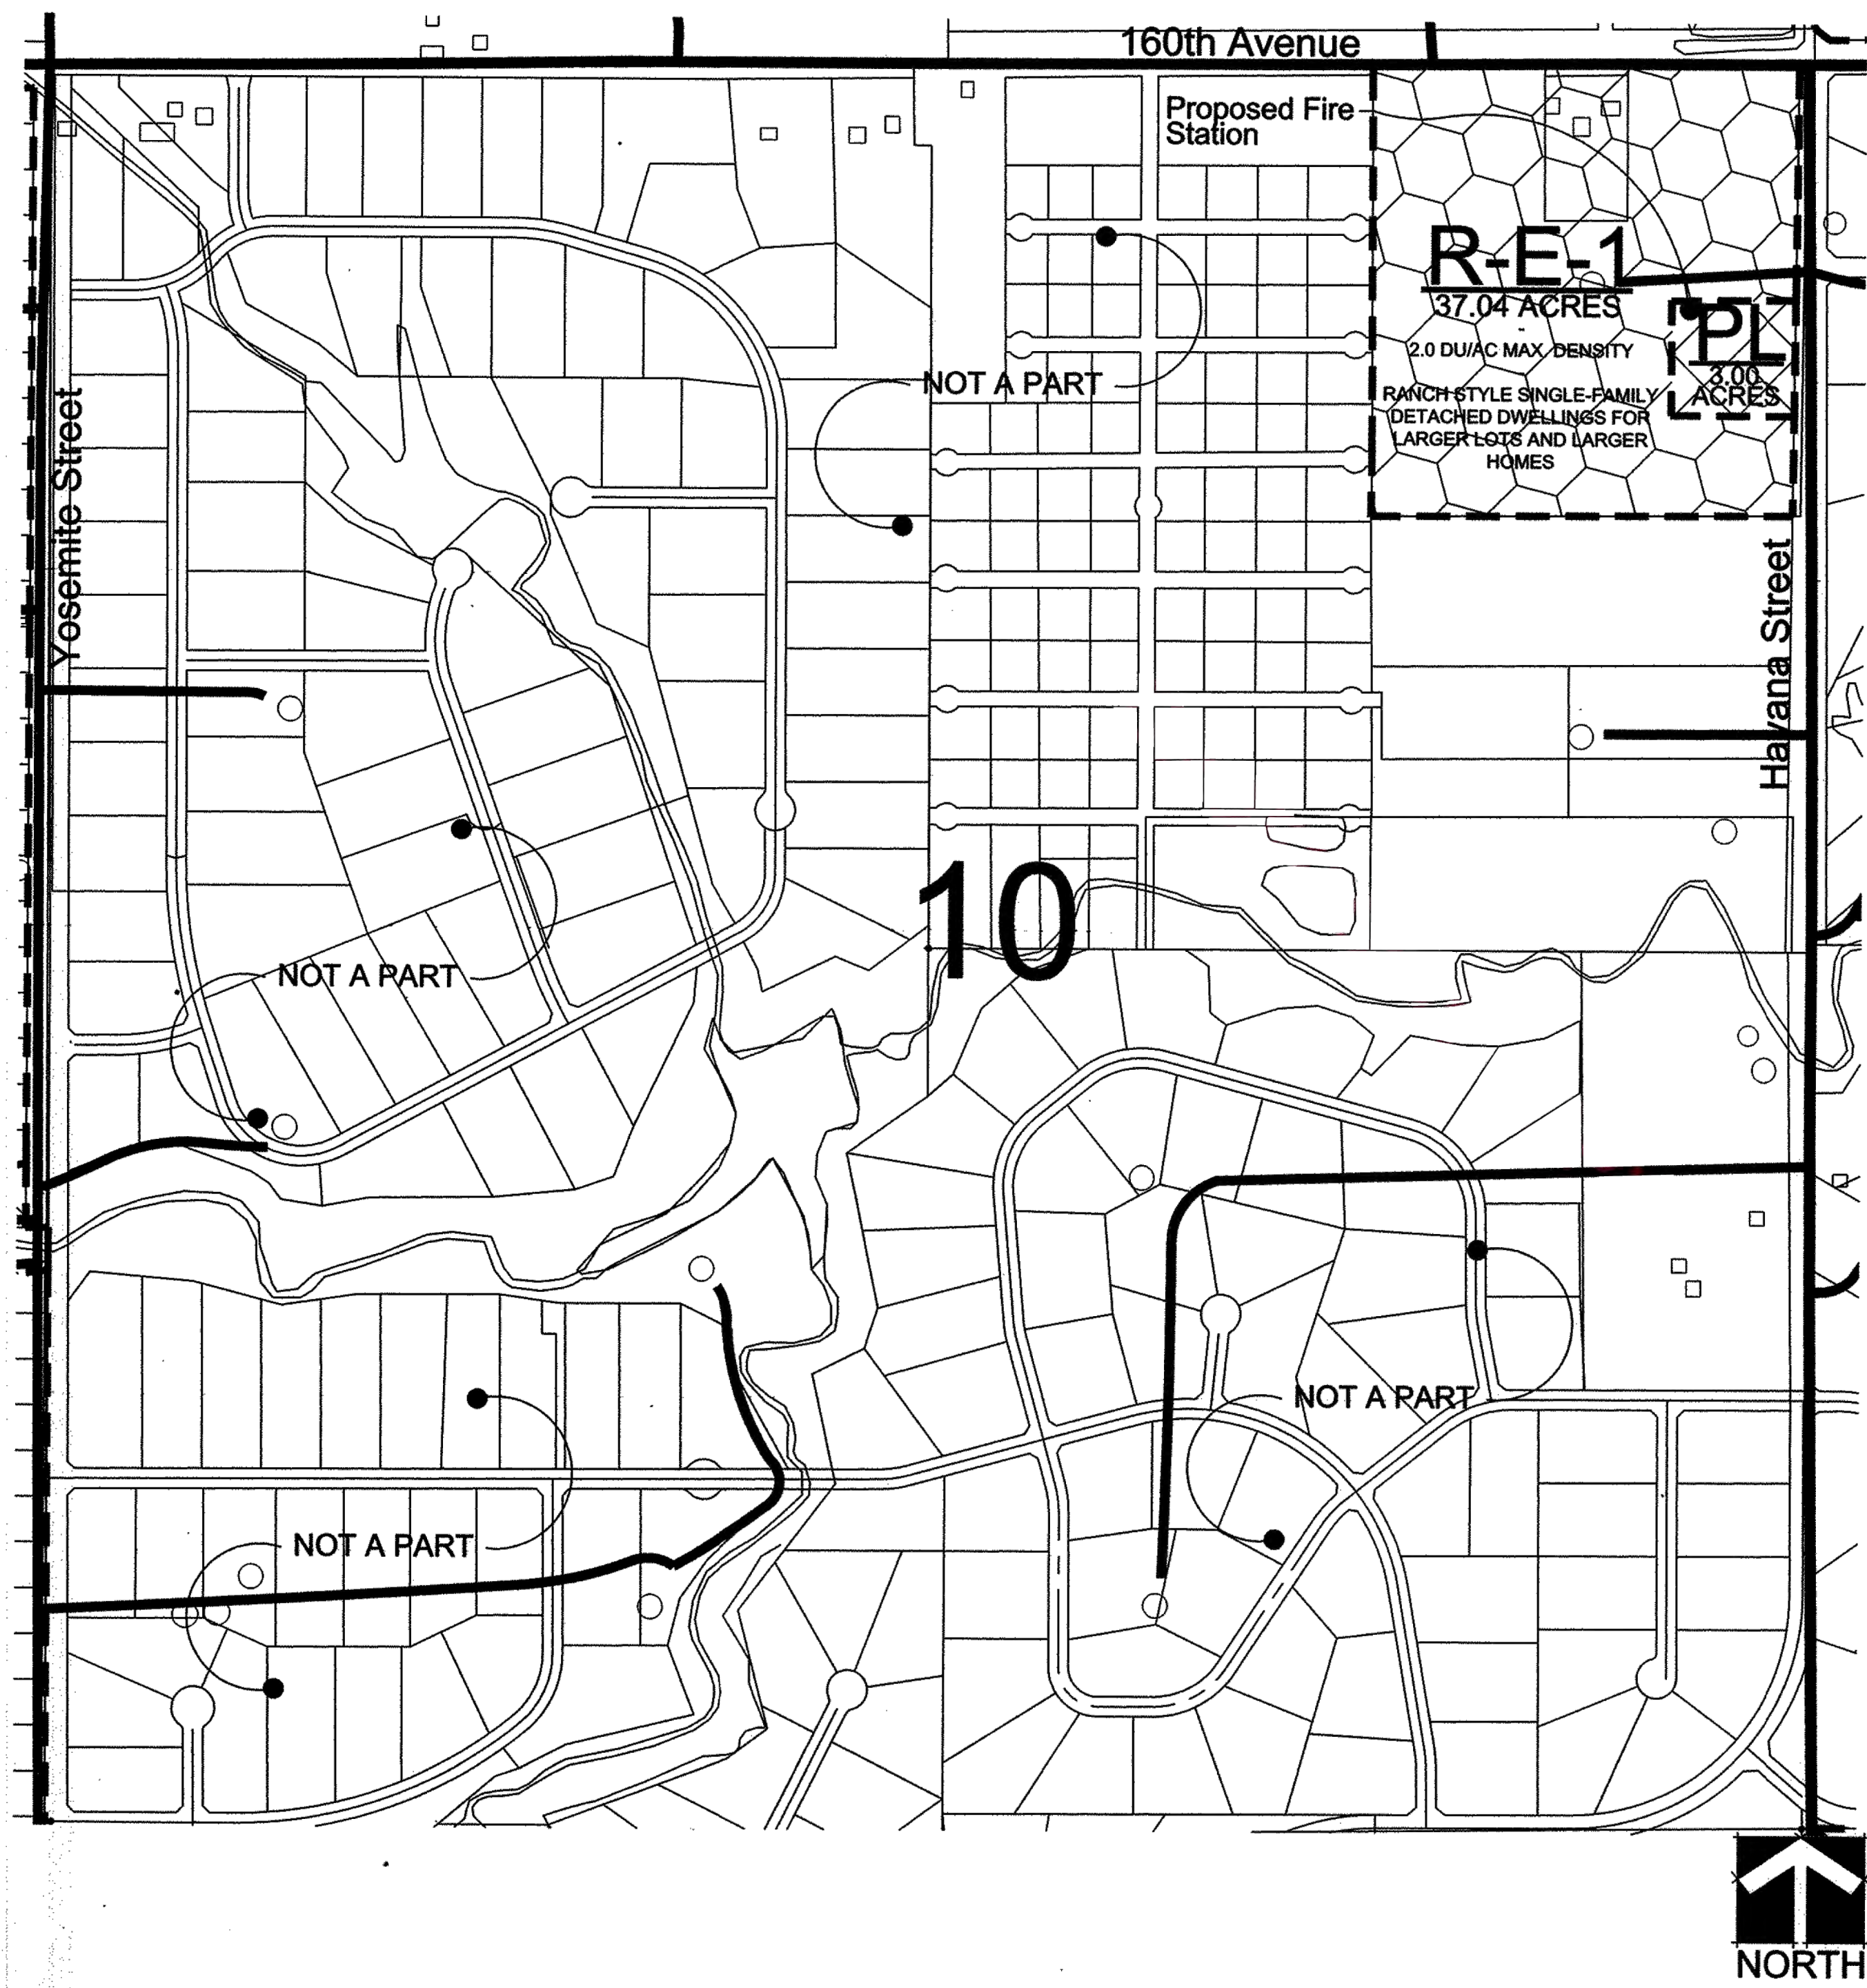 160th Avenue
Proposed Fire
Station
R-E-1
37.04 ACRES
2.0 DU/AC MAX DENSITY
RANCH STYLE SINGLE-FAMILY
DETACHED DWELLINGS FOR
LARGER LOTS AND LARGER
HOMES
PL
3.00
ACRES
NOT A PART
Yosemite Street
Havana Street
10
NOT A PART
NOT A PART
NOT A PART
NORTH